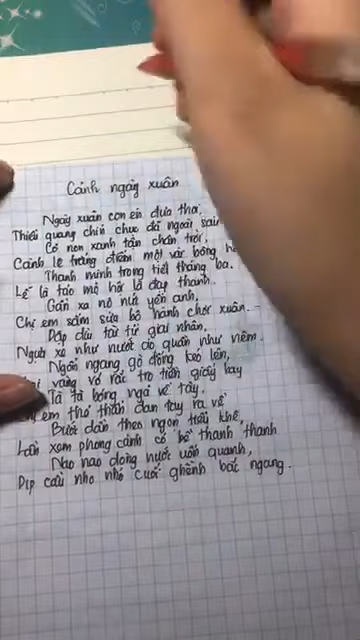 Cảnh ngày xuân
Ngày xuân con én đưa thoi,
Thiều quang chín chục đã ngoài sáu
Cỏ non xanh tận chân trời,
Cành lê trắng điểm một vài bông h
Thanh minh trong tiết tháng ba,
Lễ là tảo mộ hội là đạp thanh.
Gần xa nô nức yến anh,
Chị em sắm sửa bộ hành chơi xuân.
Dập dìu tài tử giai nhân,
Ngựa xe như nước áo quần như nêm.
Ngổn ngang gò đống kéo lên,
vàng vó rắc tro tiền giấy bay
Tà tà bóng ngả về tây,
em thơ thẩn dan tay ra về
Bước dần theo ngọn tiểu khê,
Lần xem phong cảnh có bề thanh thanh
Nao nao dòng nước uốn quanh,
Dịp cầu nho nhỏ cuối ghềnh bắc ngang.